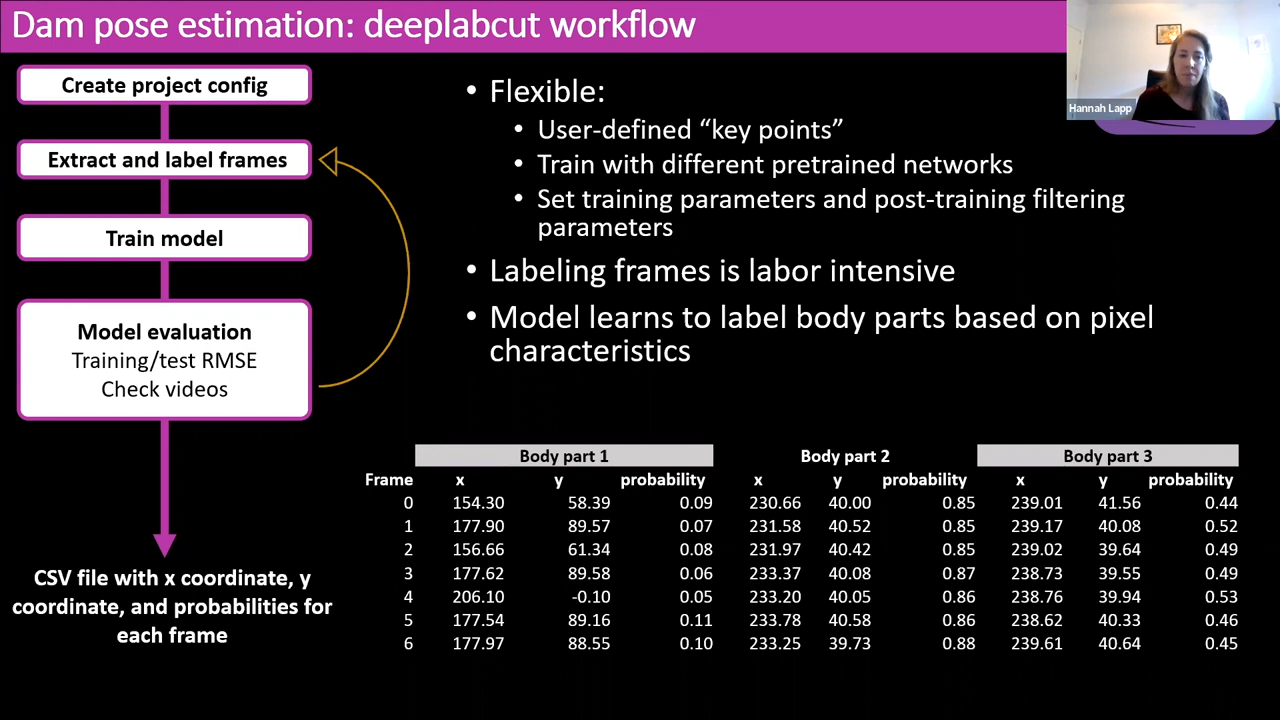 Dam pose estimation: deeplabcut workflow
Hannah Lapp
Create project config
Extract and label frames
Train model
Model evaluation
Training/test RMSE
Check videos
CSV file with x coordinate, y
coordinate, and probabilities for
each frame
• Flexible:
• User-defined “key points”
• Train with different pretrained networks
• Set training parameters and post-training filtering
parameters
• Labeling frames is labor intensive
• Model learns to label body parts based on pixel
characteristics
Body part 1 Body part 2 Body part 3
Frame x y probability x y probability x y probability
0 154.30 58.39 0.09 230.66 40.00 0.85 239.01 41.56 0.44
1 177.90 89.57 0.07 231.58 40.52 0.85 239.17 40.08 0.52
2 156.66 61.34 0.08 231.97 40.42 0.85 239.02 39.64 0.49
3 177.62 89.58 0.06 233.37 40.08 0.87 238.73 39.55 0.49
4 206.10 -0.10 0.05 233.20 40.05 0.86 238.76 39.94 0.53
5 177.54 89.16 0.11 233.78 40.58 0.86 238.62 40.33 0.46
6 177.97 88.55 0.10 233.25 39.73 0.88 239.61 40.64 0.45